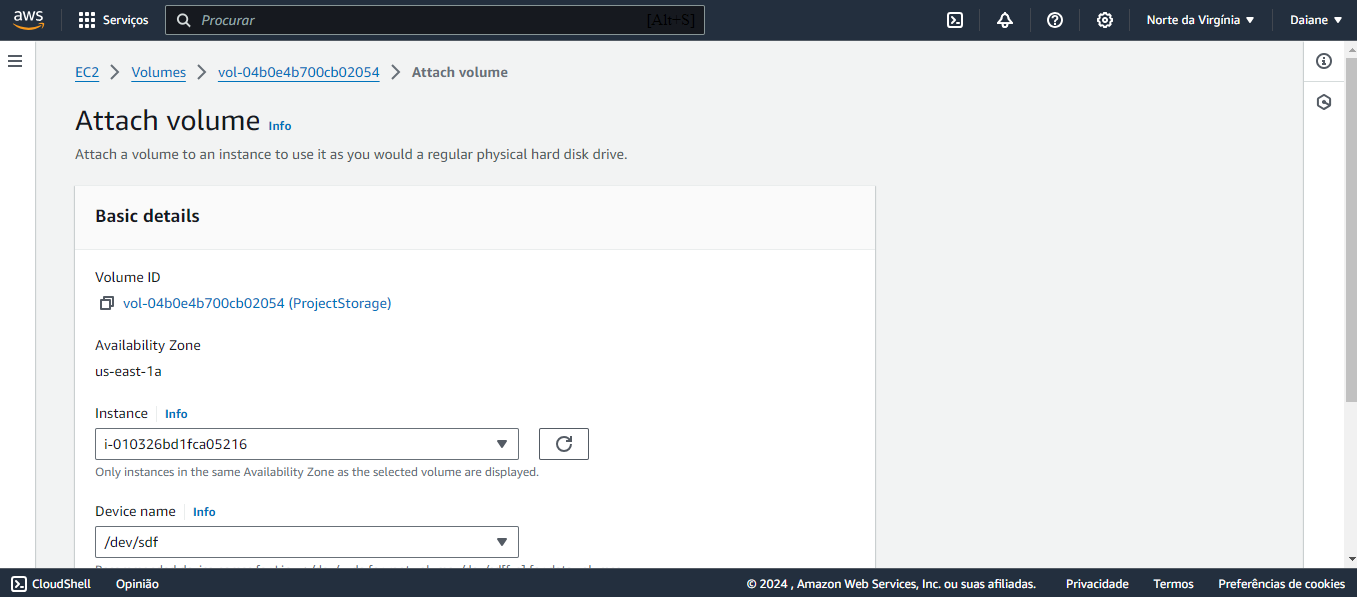 aws
Serviços
Procurar
[Alt+S]
Norte da Virgínia
Daiane
EC2 > Volumes > vol-04b0e4b700cb02054 > Attach volume
Attach volume Info
Attach a volume to an instance to use it as you would a regular physical hard disk drive.
Basic details
Volume ID
vol-04b0e4b700cb02054 (ProjectStorage)
Availability Zone
us-east-1a
Instance Info
i-010326bd1fca05216
Only instances in the same Availability Zone as the selected volume are displayed.
Device name Info
/dev/sdf
CloudShell Opinião © 2024 , Amazon Web Services, Inc. ou suas afiliadas. Privacidade Termos Preferências de cookies